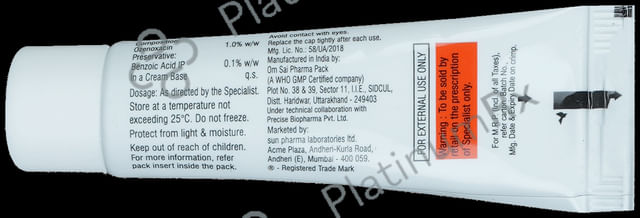 Composition:
Ozenoxacin 1.0% w/w
Preservative:
Benzoic Acid IP 0.1% w/w
In a Cream Base q.s.
Dosage: As directed by the Specialist.
Store at a temperature not
exceeding 25°C. Do not freeze.
Protect from light & moisture.
Keep out of reach of children.
For more information, refer
pack insert inside the pack.
Avoid contact with eyes.
Replace the cap tightly after each use.
Mfg. Lic. No.: 58/UA/2018
Manufactured in India by:
Om Sai Pharma Pack
(A WHO GMP Certified company)
Plot No. 38 & 39, Sector 11, I.I.E., SIDCUL,
Distt. Haridwar, Uttarakhand - 249403
Under technical collaboration with
Precise Biopharma Pvt. Ltd.
Marketed by:
sun pharma laboratories ltd.
Acme Plaza, Andheri-Kurla Road,
Andheri (E), Mumbai - 400 059.
® - Registered Trade Mark
FOR EXTERNAL USE ONLY
Warning : To be sold by
retail on the prescription
of Specialist only.
For M.R.P. (Incl. of all Taxes),
refer carton. Batch No.,
Mfg. Date & Expiry Date on crimp.
PlatinumRx